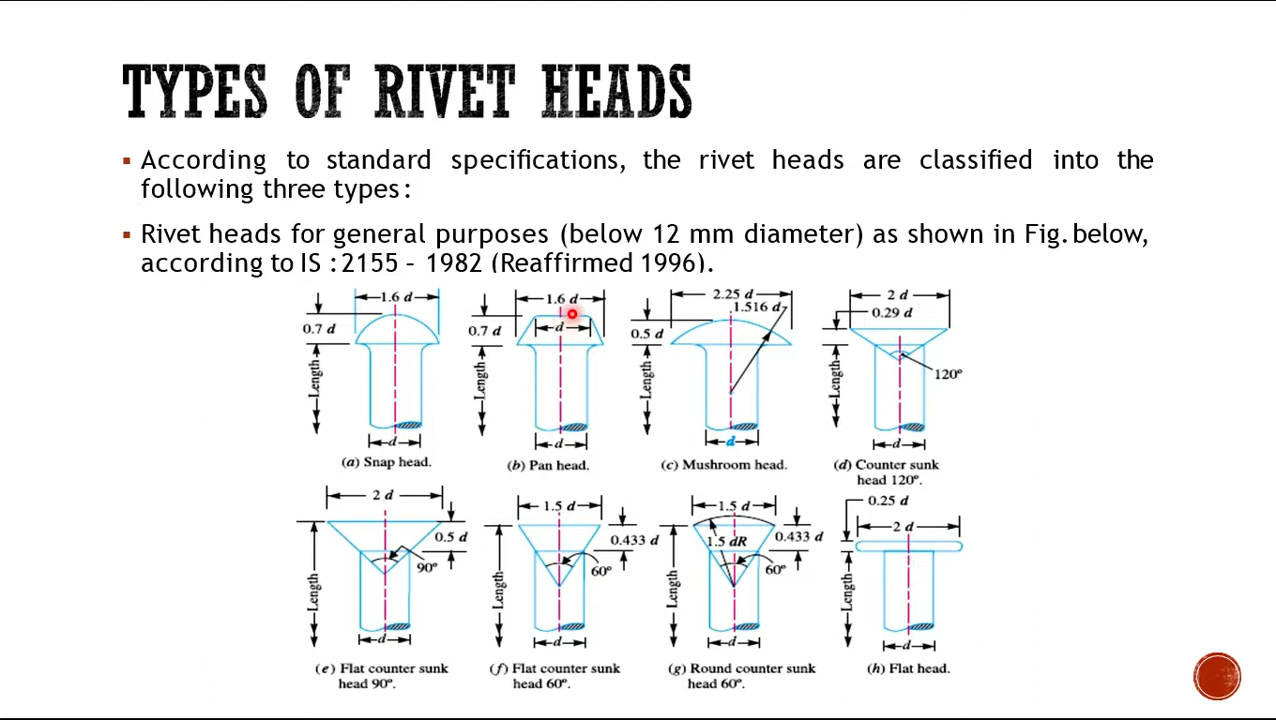 TYPES OF RIVET HEADS
▪ According to standard specifications, the rivet heads are classified into the
following three types:
▪ Rivet heads for general purposes (below 12 mm diameter) as shown in Fig. below,
according to IS : 2155 – 1982 (Reaffirmed 1996).
1.6 d
0.7 d
Length
d
(a) Snap head.
1.6 d
0.7 d
d
Length
d
(b) Pan head.
2.25 d
1.516 d
0.5 d
Length
d
(c) Mushroom head.
2 d
0.29 d
Length
120°
d
(d) Counter sunk
head 120°.
2 d
0.5 d
90°
Length
d
(e) Flat counter sunk
head 90°.
1.5 d
0.433 d
60°
Length
d
(f) Flat counter sunk
head 60°.
1.5 d
1.5 dR
0.433 d
60°
Length
d
(g) Round counter sunk
head 60°.
0.25 d
2 d
Length
d
(h) Flat head.